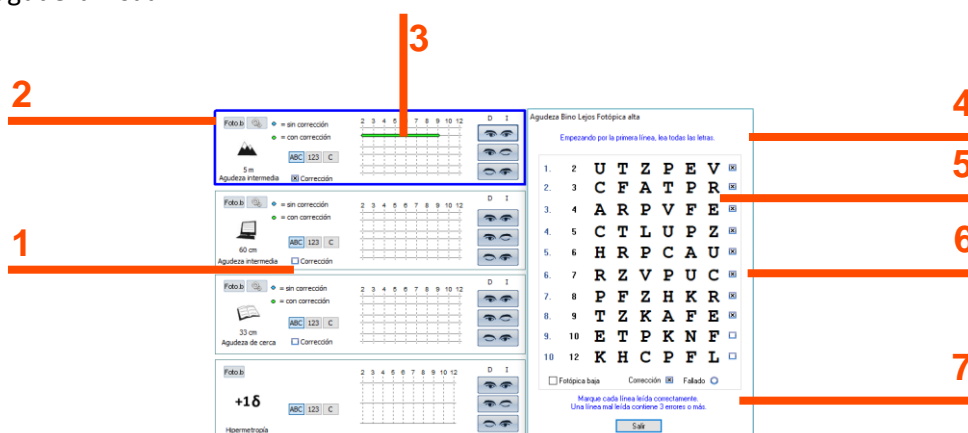 3
2
4
5
1
6
7
Foto.b
= sin corrección
= con corrección
2 3 4 5 6 7 8 9 10 12
D I
ABC 123 C
5 m
Agudeza intermedia
Corrección
Foto.b
= sin corrección
= con corrección
2 3 4 5 6 7 8 9 10 12
D I
ABC 123 C
60 cm
Agudeza intermedia
Corrección
Foto.b
= sin corrección
= con corrección
2 3 4 5 6 7 8 9 10 12
D I
ABC 123 C
33 cm
Agudeza de cerca
Corrección
Foto.b
2 3 4 5 6 7 8 9 10 12
D I
+1δ
ABC 123 C
Hipermetropía
Agudeza Bino Lejos Fotópica alta
Empezando por la primera línea, lea todas las letras.
1. 2 U T Z P E V
2. 3 C F A T P R
3. 4 A R P V F E
4. 5 C T L U P Z
5. 6 H R P C A U
6. 7 R Z V P U C
7. 8 P F Z H K R
8. 9 T Z K A F E
9. 10 E T P K N F
10 12 K H C P F L
Fotópica baja Corrección Fallado
Marque cada línea leída correctamente.
Una línea mal leída contiene 3 errores o más.
Salir